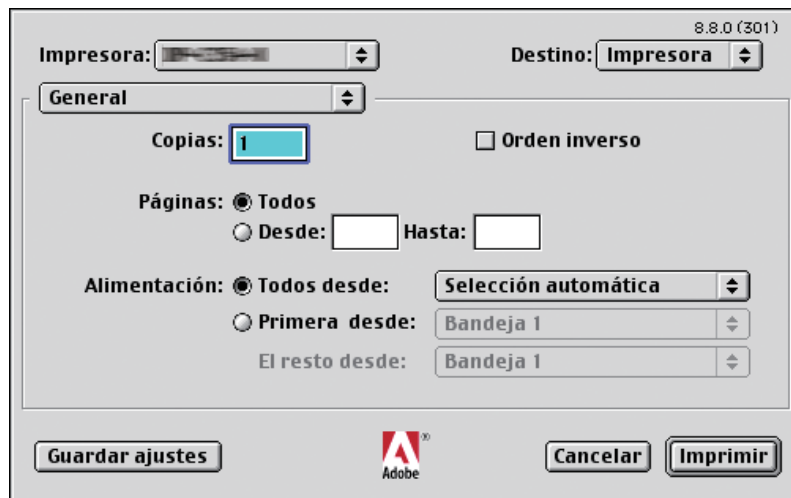 8.8.0 (301)
Impresora: Destino: Impresora
General
Copias: 1 Orden inverso
Páginas: Todos
Desde: Hasta:
Alimentación: Todos desde: Selección automática
Primera desde: Bandeja 1
El resto desde: Bandeja 1
Guardar ajustes Adobe® Cancelar Imprimir